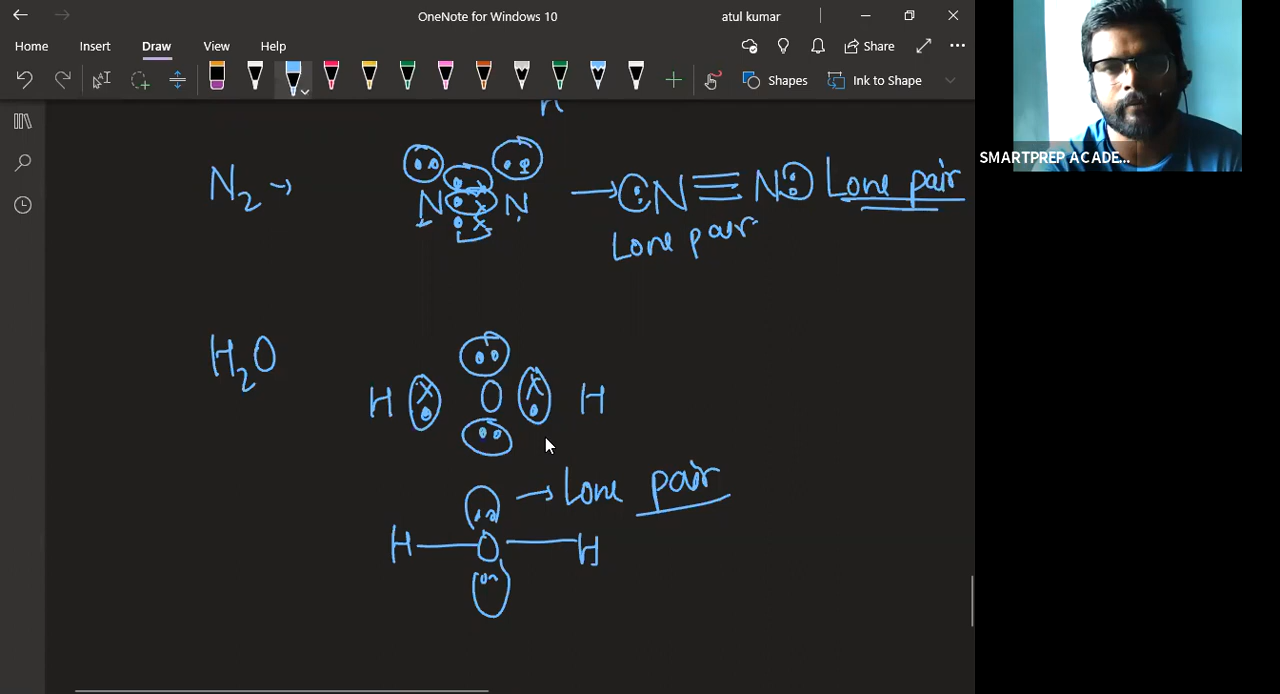 OneNote for Windows 10
atul kumar
Home Insert Draw View Help
Share
Shapes
Ink to Shape
SMARTPREP ACADE...
N2 → N N → :N≡N: Lone pair
Lone pair
H2O
H x O x H
→ Lone pair
H—O—H